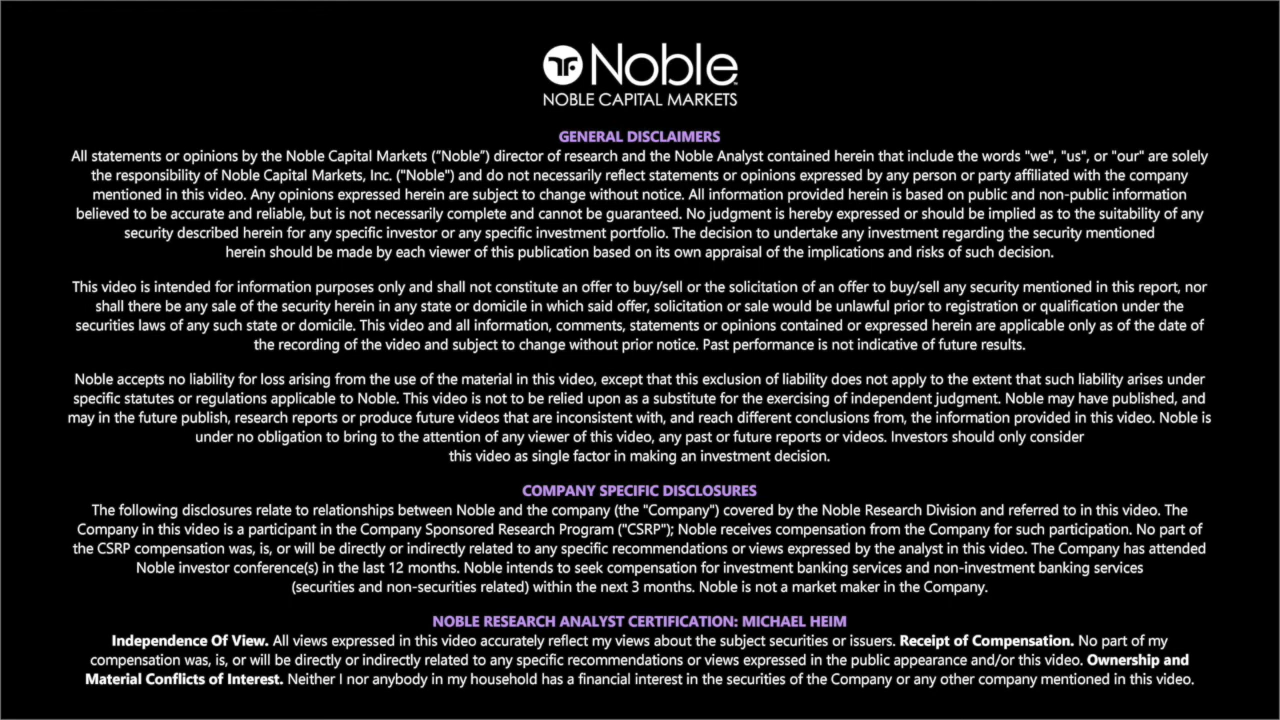 Noble
NOBLE CAPITAL MARKETS
GENERAL DISCLAIMERS
All statements or opinions by the Noble Capital Markets (“Noble”) director of research and the Noble Analyst contained herein that include the words "we", "us", or "our" are solely
the responsibility of Noble Capital Markets, Inc. ("Noble") and do not necessarily reflect statements or opinions expressed by any person or party affiliated with the company
mentioned in this video. Any opinions expressed herein are subject to change without notice. All information provided herein is based on public and non-public information
believed to be accurate and reliable, but is not necessarily complete and cannot be guaranteed. No judgment is hereby expressed or should be implied as to the suitability of any
security described herein for any specific investor or any specific investment portfolio. The decision to undertake any investment regarding the security mentioned
herein should be made by each viewer of this publication based on its own appraisal of the implications and risks of such decision.
This video is intended for information purposes only and shall not constitute an offer to buy/sell or the solicitation of an offer to buy/sell any security mentioned in this report, nor
shall there be any sale of the security herein in any state or domicile in which said offer, solicitation or sale would be unlawful prior to registration or qualification under the
securities laws of any such state or domicile. This video and all information, comments, statements or opinions contained or expressed herein are applicable only as of the date of
the recording of the video and subject to change without prior notice. Past performance is not indicative of future results.
Noble accepts no liability for loss arising from the use of the material in this video, except that this exclusion of liability does not apply to the extent that such liability arises under
specific statutes or regulations applicable to Noble. This video is not to be relied upon as a substitute for the exercising of independent judgment. Noble may have published, and
may in the future publish, research reports or produce future videos that are inconsistent with, and reach different conclusions from, the information provided in this video. Noble is
under no obligation to bring to the attention of any viewer of this video, any past or future reports or videos. Investors should only consider
this video as single factor in making an investment decision.
COMPANY SPECIFIC DISCLOSURES
The following disclosures relate to relationships between Noble and the company (the "Company") covered by the Noble Research Division and referred to in this video. The
Company in this video is a participant in the Company Sponsored Research Program ("CSRP"); Noble receives compensation from the Company for such participation. No part of
the CSRP compensation was, is, or will be directly or indirectly related to any specific recommendations or views expressed by the analyst in this video. The Company has attended
Noble investor conference(s) in the last 12 months. Noble intends to seek compensation for investment banking services and non-investment banking services
(securities and non-securities related) within the next 3 months. Noble is not a market maker in the Company.
NOBLE RESEARCH ANALYST CERTIFICATION: MICHAEL HEIM
Independence Of View. All views expressed in this video accurately reflect my views about the subject securities or issuers. Receipt of Compensation. No part of my
compensation was, is, or will be directly or indirectly related to any specific recommendations or views expressed in the public appearance and/or this video. Ownership and
Material Conflicts of Interest. Neither I nor anybody in my household has a financial interest in the securities of the Company or any other company mentioned in this video.